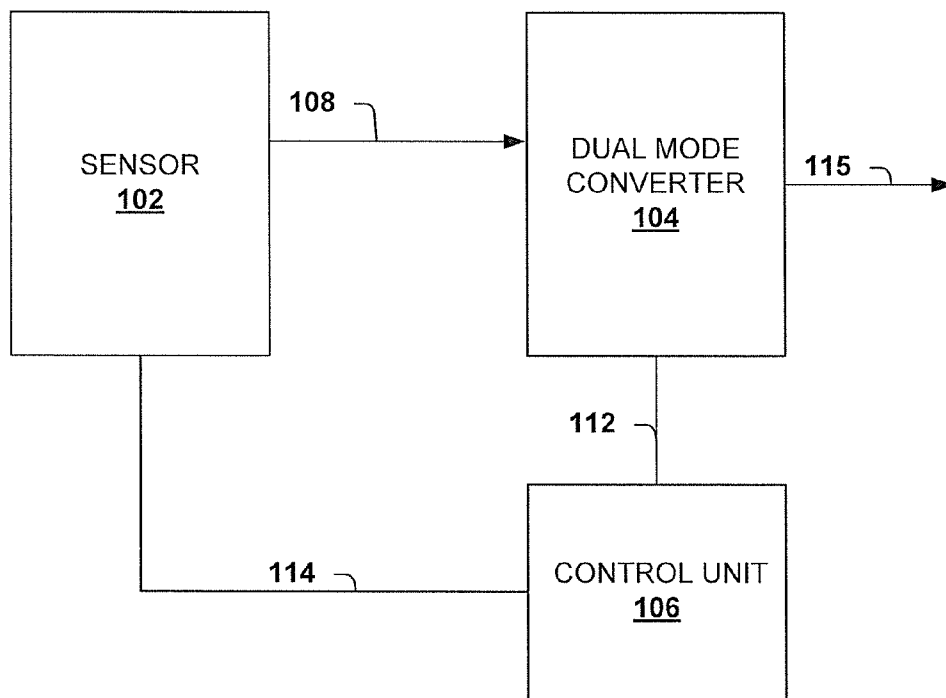 108
SENSOR
102
DUAL MODE
CONVERTER
104
115
112
114
CONTROL UNIT
106